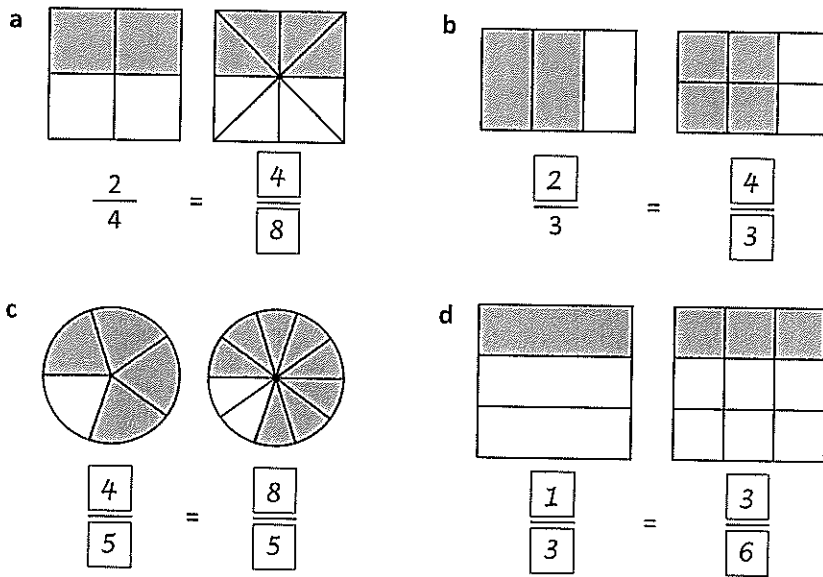 a
b
2/4 = 4/8
2/3 = 4/3
c
d
4/5 = 8/5
1/3 = 3/6